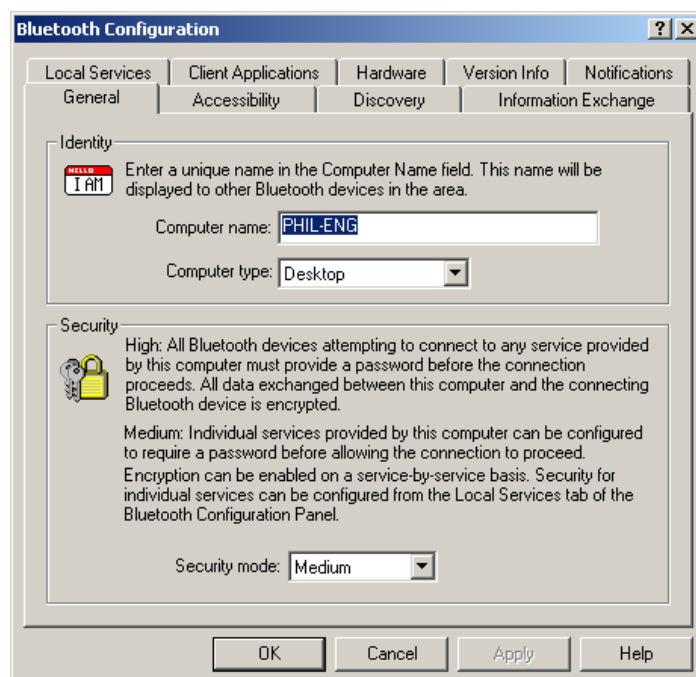 Bluetooth Configuration
Local Services Client Applications Hardware Version Info Notifications
General Accessibility Discovery Information Exchange
Identity
HELLO
I AM
Enter a unique name in the Computer Name field. This name will be
displayed to other Bluetooth devices in the area.
Computer name: PHIL-ENG
Computer type: Desktop
Security
High: All Bluetooth devices attempting to connect to any service provided
by this computer must provide a password before the connection
proceeds. All data exchanged between this computer and the connecting
Bluetooth device is encrypted.
Medium: Individual services provided by this computer can be configured
to require a password before allowing the connection to proceed.
Encryption can be enabled on a service-by-service basis. Security for
individual services can be configured from the Local Services tab of the
Bluetooth Configuration Panel.
Security mode: Medium
OK Cancel Apply Help